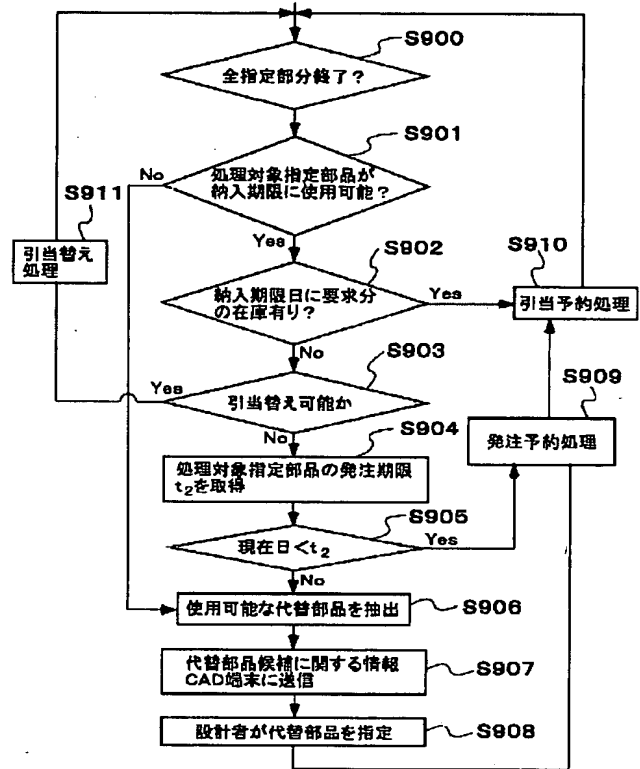 S900
全指定部分終了?
S901
処理対象指定部品が
納入期限に使用可能?
No
S911
引当替え
処理
Yes
S902
納入期限日に要求分
の在庫有り?
Yes
S910
引当予約処理
No
S903
引当替え可能か
Yes
No
S909
発注予約処理
S904
処理対象指定部品の発注期限
t₂を取得
S905
現在日<t₂
Yes
No
使用可能な代替部品を抽出
S906
代替部品候補に関する情報
CAD端末に送信
S907
設計者が代替部品を指定
S908